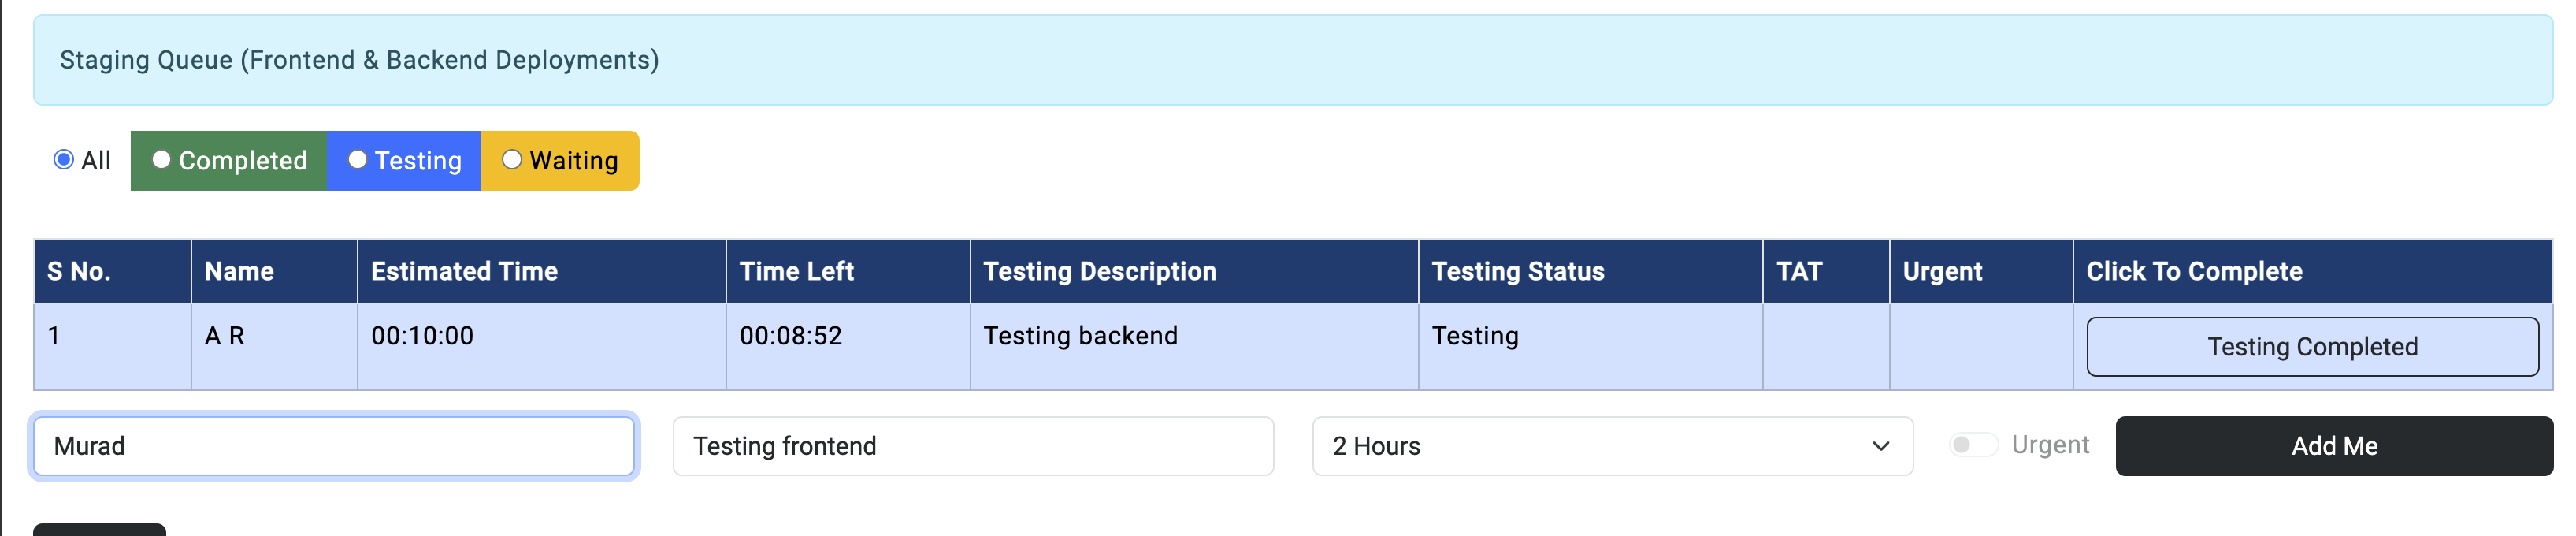 Staging Queue (Frontend & Backend Deployments)
All Completed Testing Waiting
S No. Name Estimated Time Time Left Testing Description Testing Status TAT Urgent Click To Complete
1 A R 00:10:00 00:08:52 Testing backend Testing Testing Completed
Murad Testing frontend 2 Hours Urgent Add Me